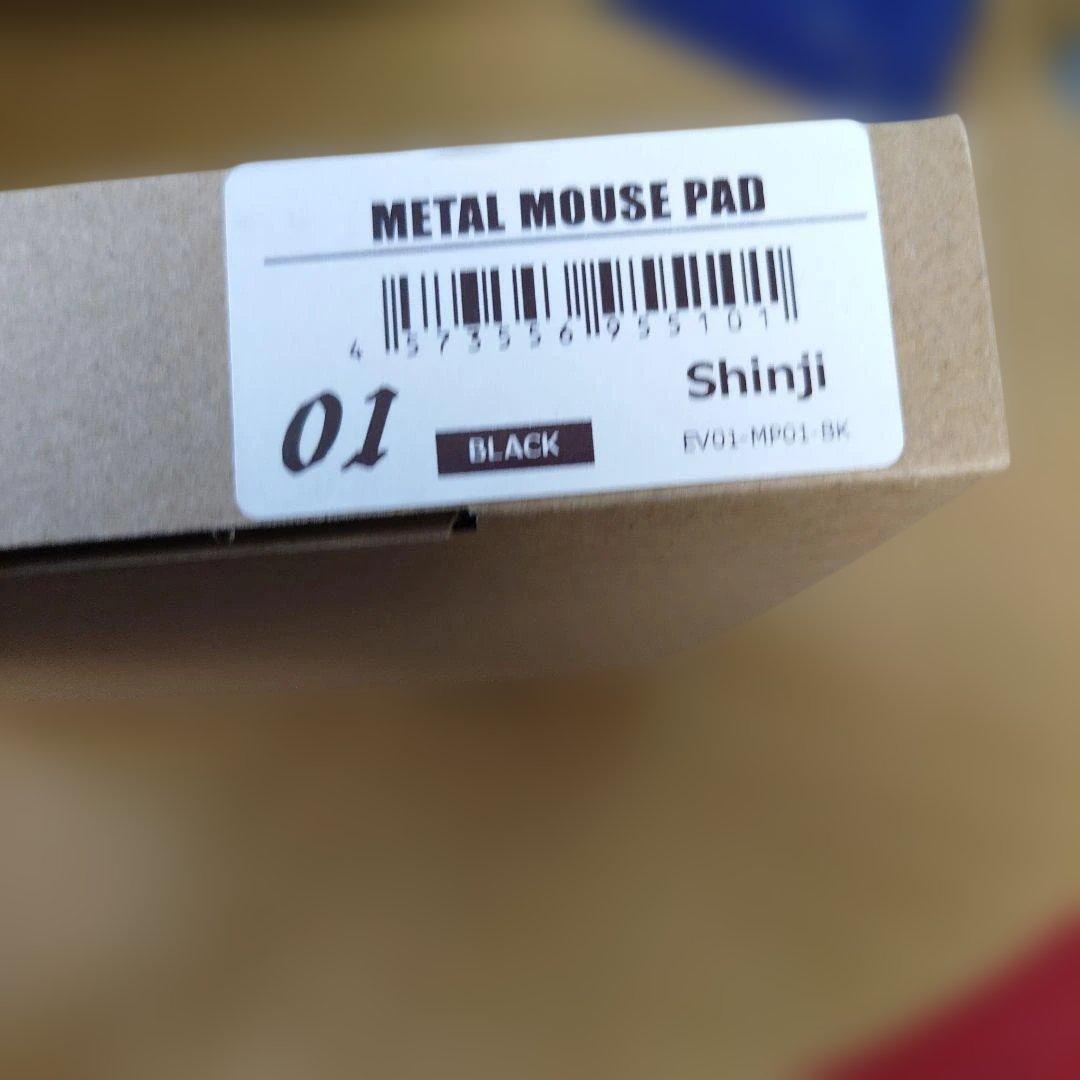 METAL MOUSE PAD
4 573556 955101
Shinji
01 BLACK EV01-MP01-BK